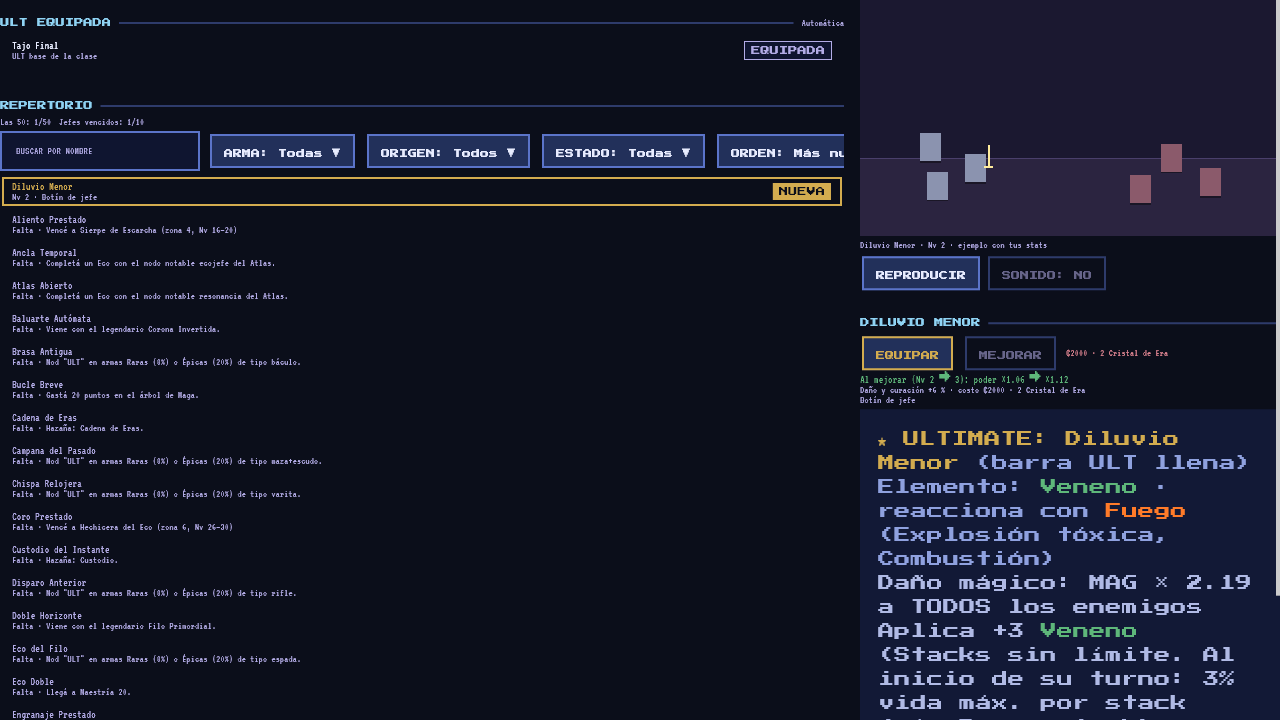 ULT EQUIPADA
Automática
Tajo Final
ULT base de la clase
EQUIPADA
REPERTORIO
Las 50: 1/50 Jefes vencidos: 1/10
BUSCAR POR NOMBRE
ARMA: Todas ▼
ORIGEN: Todos ▼
ESTADO: Todas ▼
ORDEN: Más nu
Diluvio Menor
Nv 2 · Botín de jefe
NUEVA
Aliento Prestado
Falta · Vencé a Sierpe de Escarcha (zona 4, Nv 16-20)
Ancla Temporal
Falta · Completá un Eco con el modo notable ecojefe del Atlas.
Atlas Abierto
Falta · Completá un Eco con el modo notable resonancia del Atlas.
Baluarte Autómata
Falta · Viene con el legendario Corona Invertida.
Brasa Antigua
Falta · Mod "ULT" en armas Raras (8%) o Épicas (20%) de tipo báculo.
Bucle Breve
Falta · Gastá 20 puntos en el árbol de Maga.
Cadena de Eras
Falta · Hazaña: Cadena de Eras.
Campana del Pasado
Falta · Mod "ULT" en armas Raras (8%) o Épicas (20%) de tipo maza+escudo.
Chispa Relojera
Falta · Mod "ULT" en armas Raras (8%) o Épicas (20%) de tipo varita.
Coro Prestado
Falta · Vencé a Hechicera del Eco (zona 6, Nv 26-30)
Custodio del Instante
Falta · Hazaña: Custodio.
Disparo Anterior
Falta · Mod "ULT" en armas Raras (8%) o Épicas (20%) de tipo rifle.
Doble Horizonte
Falta · Viene con el legendario Filo Primordial.
Eco del Filo
Falta · Mod "ULT" en armas Raras (8%) o Épicas (20%) de tipo espada.
Eco Doble
Falta · Llegá a Maestría 20.
Engranaje Prestado
Diluvio Menor · Nv 2 · ejemplo con tus stats
REPRODUCIR
SONIDO: NO
DILUVIO MENOR
EQUIPAR
MEJORAR
₢2000 · 2 Cristal de Era
Al mejorar (Nv 2 ➡ 3): poder ×1.06 ➡ ×1.12
Daño y curación +6 % · costo ₢2000 · 2 Cristal de Era
Botín de jefe
★ ULTIMATE: Diluvio
Menor (barra ULT llena)
Elemento: Veneno ·
reacciona con Fuego
(Explosión tóxica,
Combustión)
Daño mágico: MAG × 2.19
a TODOS los enemigos
Aplica +3 Veneno
(Stacks sin límite. Al
inicio de su turno: 3%
vida máx. por stack